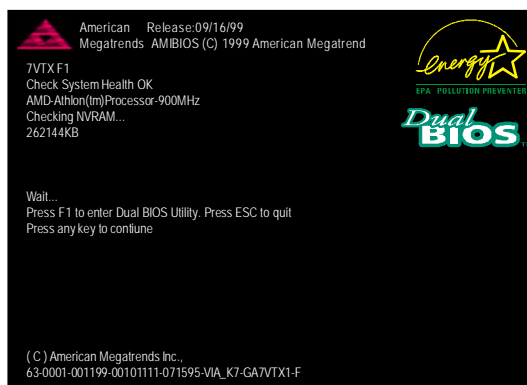 American Release:09/16/99
Megatrends AMIBIOS (C) 1999 American Megatrend
energy
EPA POLLUTION PREVENTER
7VTX F1
Check System Health OK
AMD-Athlon(tm)Processor-900MHz
Checking NVRAM...
262144KB
Dual
BIOS TM
Wait...
Press F1 to enter Dual BIOS Utility. Press ESC to quit
Press any key to contiune
( C ) American Megatrends Inc.,
63-0001-001199-00101111-071595-VIA_K7-GA7VTX1-F